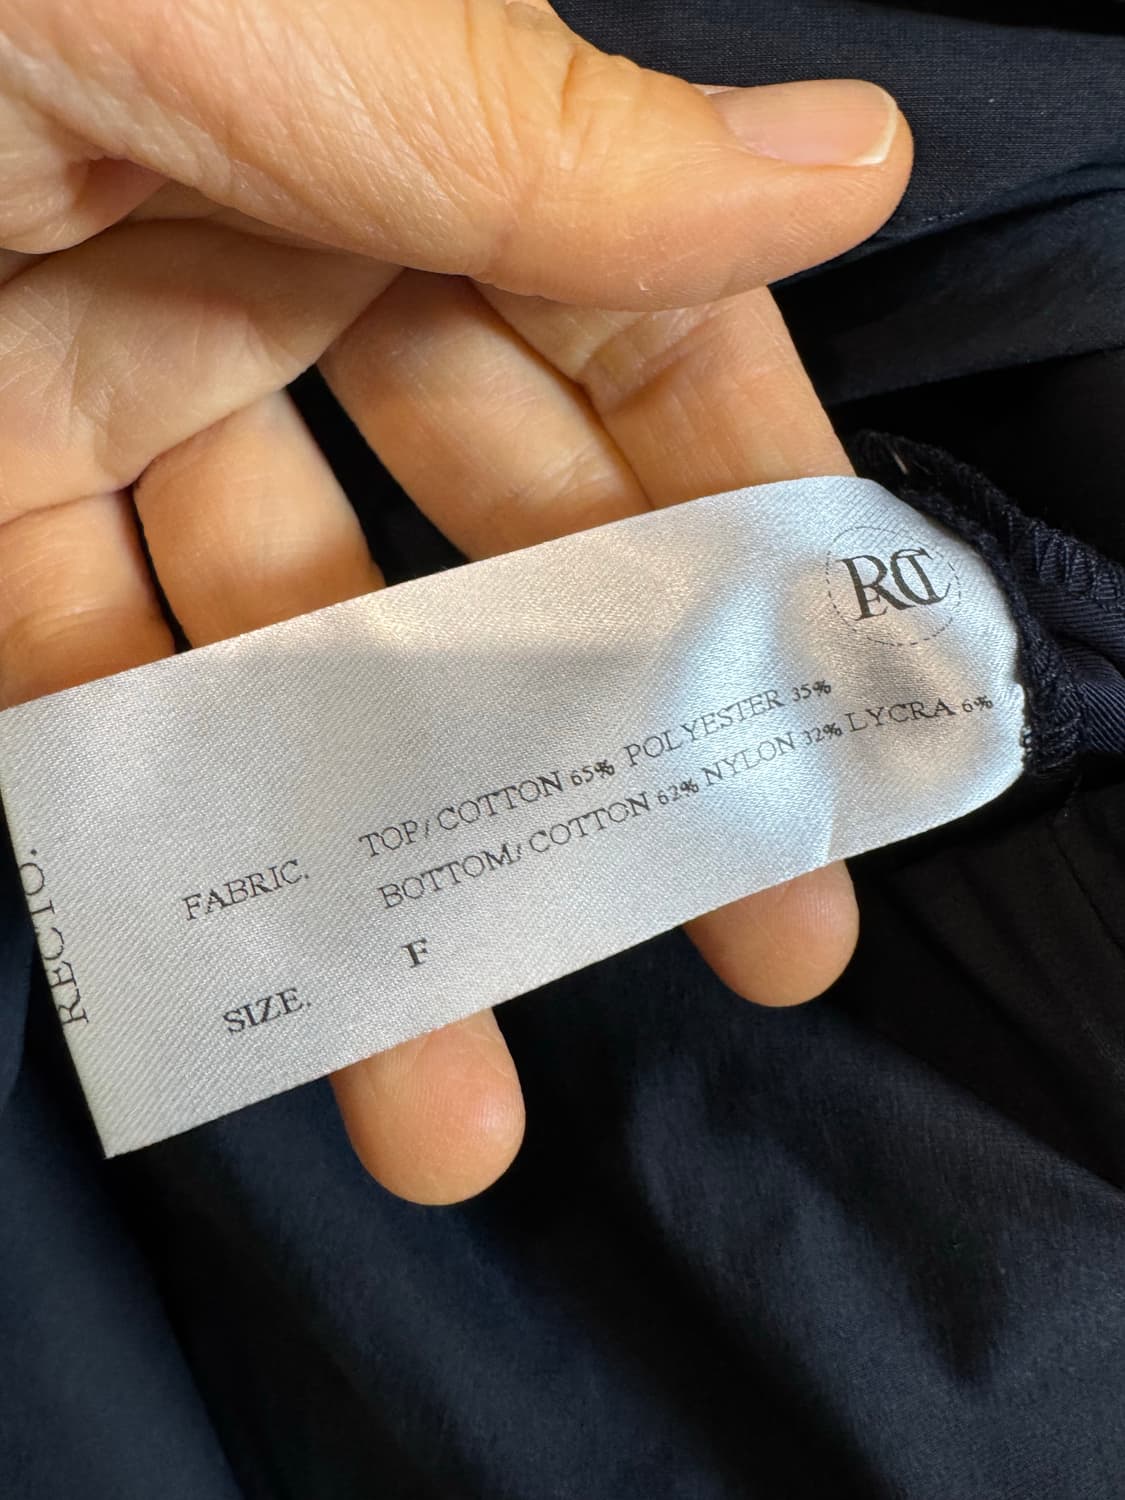 FABRIC. TOP/ COTTON 65% POLYESTER 35%
BOTTOM/ COTTON 62% NYLON 32% LYCRA 6%
SIZE. F
RECTO.